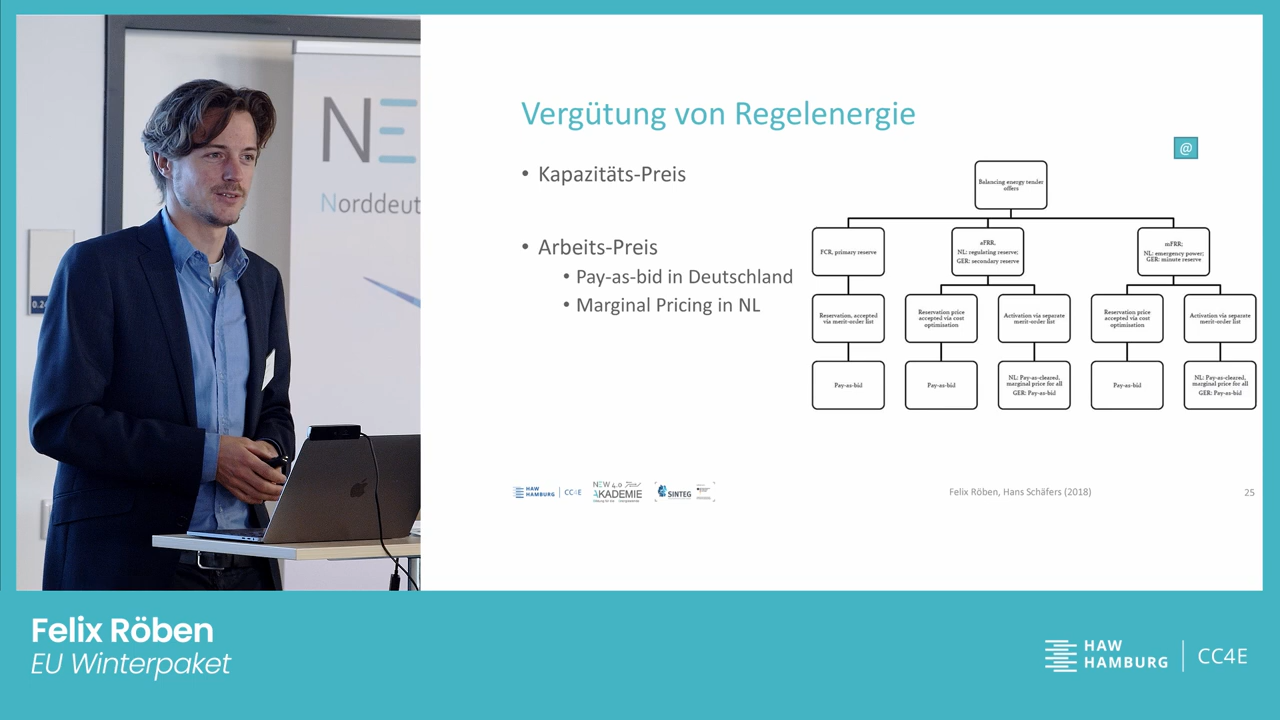 NE
Norddeut
0.2
Vergütung von Regelenergie
@
• Kapazitäts-Preis
• Arbeits-Preis
• Pay-as-bid in Deutschland
• Marginal Pricing in NL
Balancing energy tender
offers
FCR, primary reserve
aFRR,
NL: regulating reserve;
GER: secondary reserve
mFRR;
NL: emergency power;
GER: minute reserve
Reservation, accepted
via merit-order list
Reservation price
accepted via cost
optimisation
Activation via separate
merit-order list
Reservation price
accepted via cost
optimisation
Activation via separate
merit-order list
Pay-as-bid
Pay-as-bid
NL: Pay-as-cleared,
marginal price for all
GER: Pay-as-bid
Pay-as-bid
NL: Pay-as-cleared,
marginal price for all
GER: Pay-as-bid
HAW
HAMBURG
CC4E
NEW 4.0
AKADEMIE
SINTEG
Felix Röben, Hans Schäfers (2018)
25
Felix Röben
EU Winterpaket
HAW
HAMBURG
CC4E